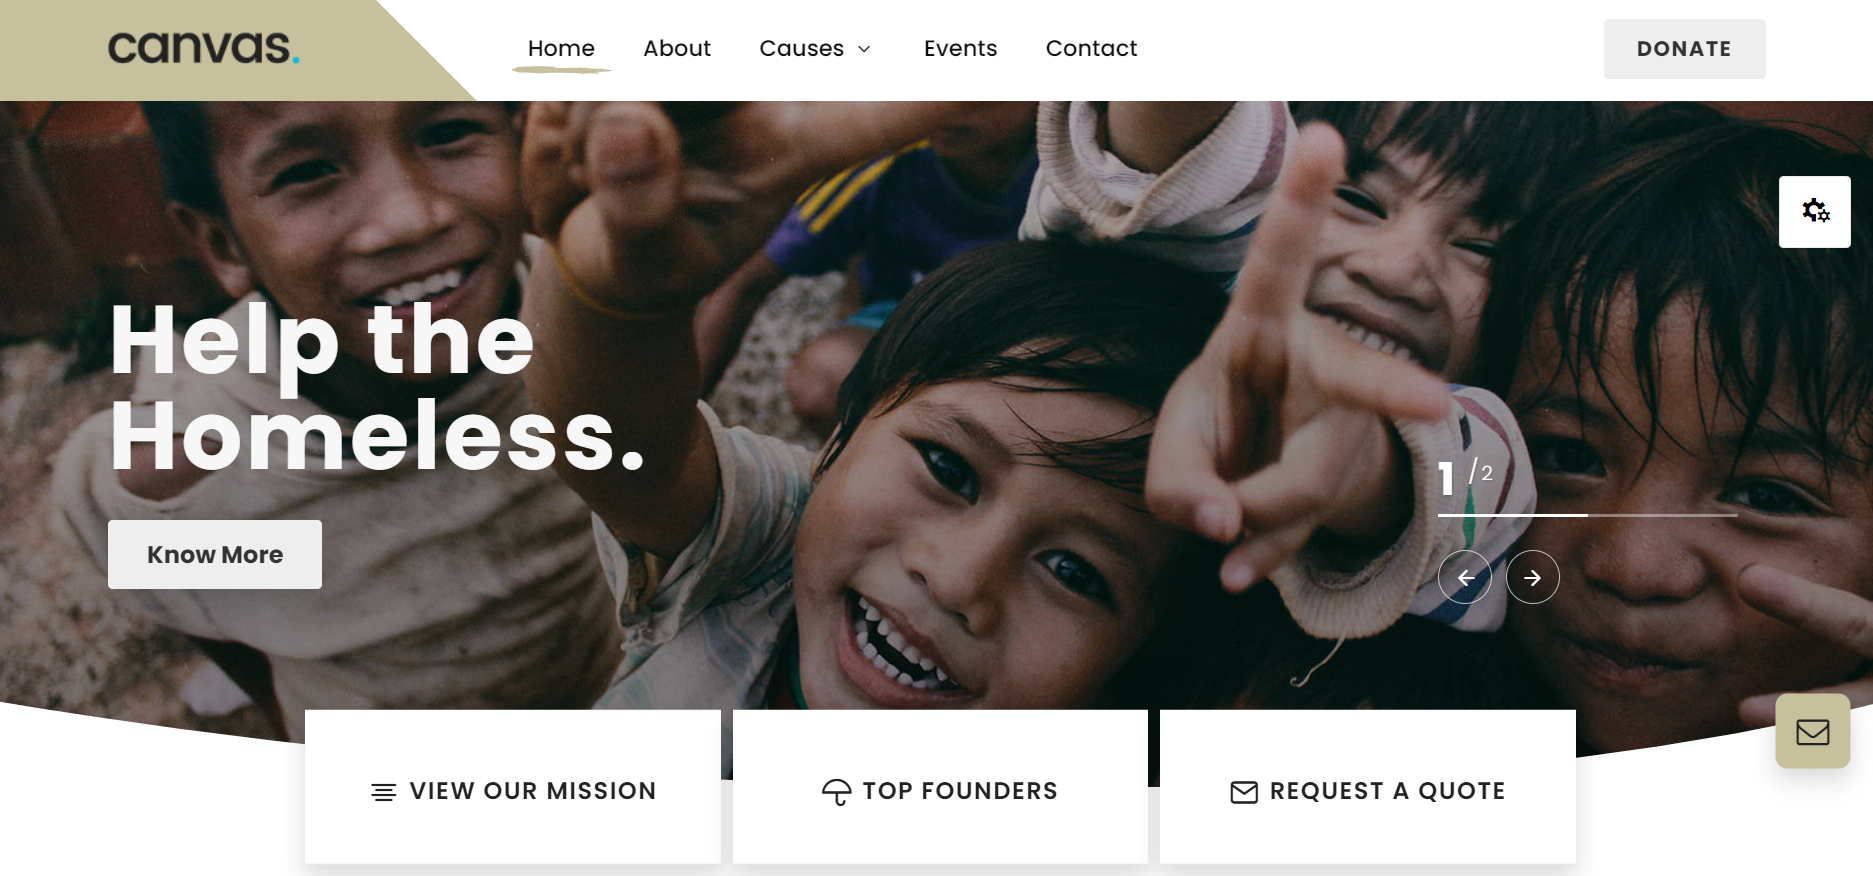 canvas.
Home
About
Causes
Events
Contact
DONATE
Help the
Homeless.
Know More
1 / 2
VIEW OUR MISSION
TOP FOUNDERS
REQUEST A QUOTE